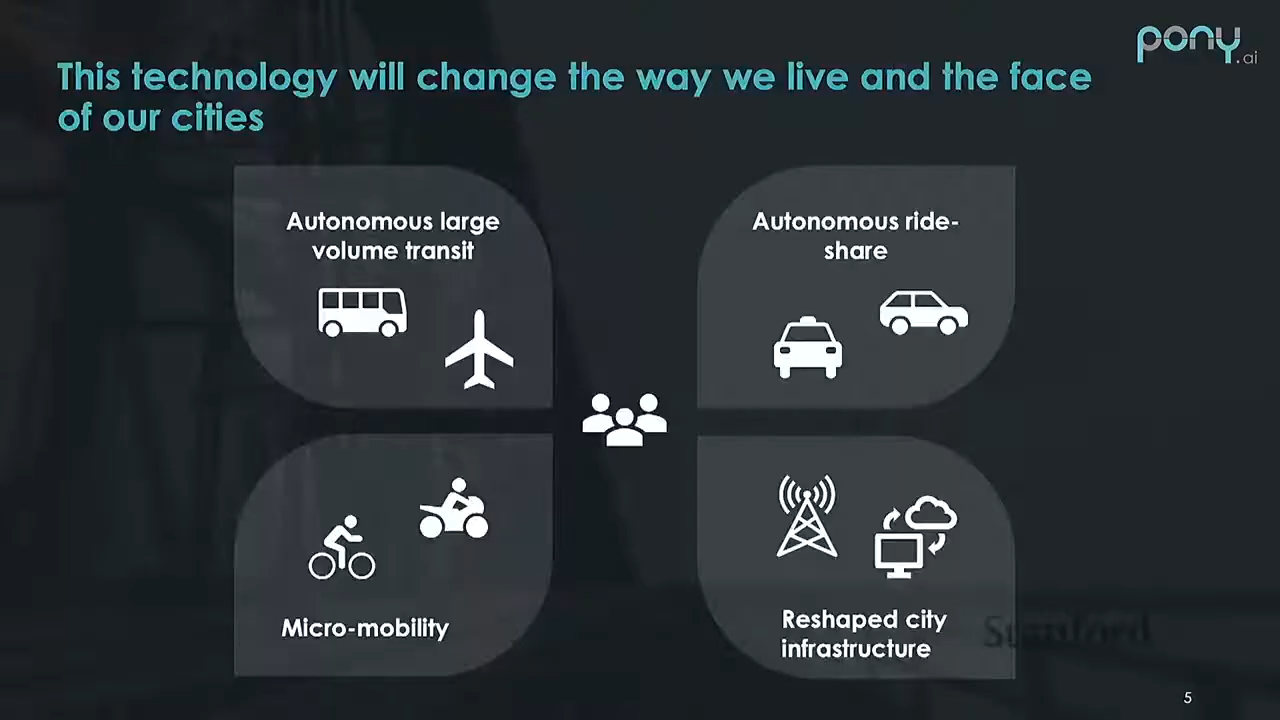 pony.ai
This technology will change the way we live and the face
of our cities
Autonomous large
volume transit
Autonomous ride-
share
Micro-mobility
Reshaped city
infrastructure
Stanford
5